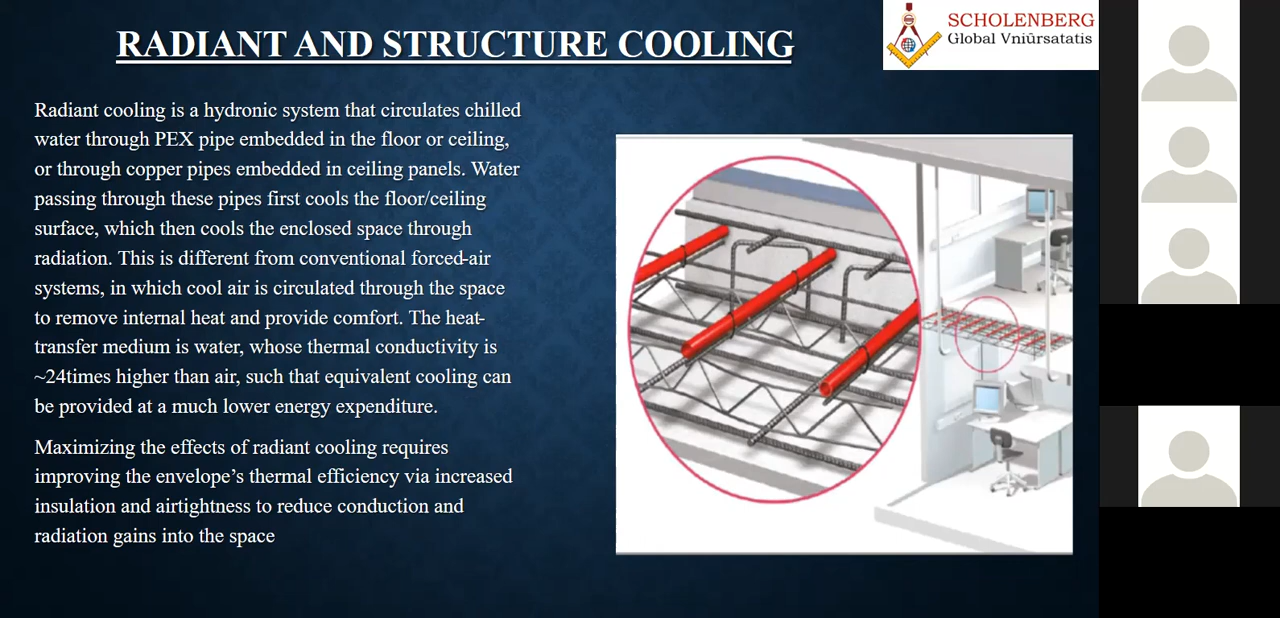 RADIANT AND STRUCTURE COOLING
SCHOLENBERG
Global Vniürsatatis
Radiant cooling is a hydronic system that circulates chilled
water through PEX pipe embedded in the floor or ceiling,
or through copper pipes embedded in ceiling panels. Water
passing through these pipes first cools the floor/ceiling
surface, which then cools the enclosed space through
radiation. This is different from conventional forced-air
systems, in which cool air is circulated through the space
to remove internal heat and provide comfort. The heat-
transfer medium is water, whose thermal conductivity is
~24times higher than air, such that equivalent cooling can
be provided at a much lower energy expenditure.
Maximizing the effects of radiant cooling requires
improving the envelope’s thermal efficiency via increased
insulation and airtightness to reduce conduction and
radiation gains into the space